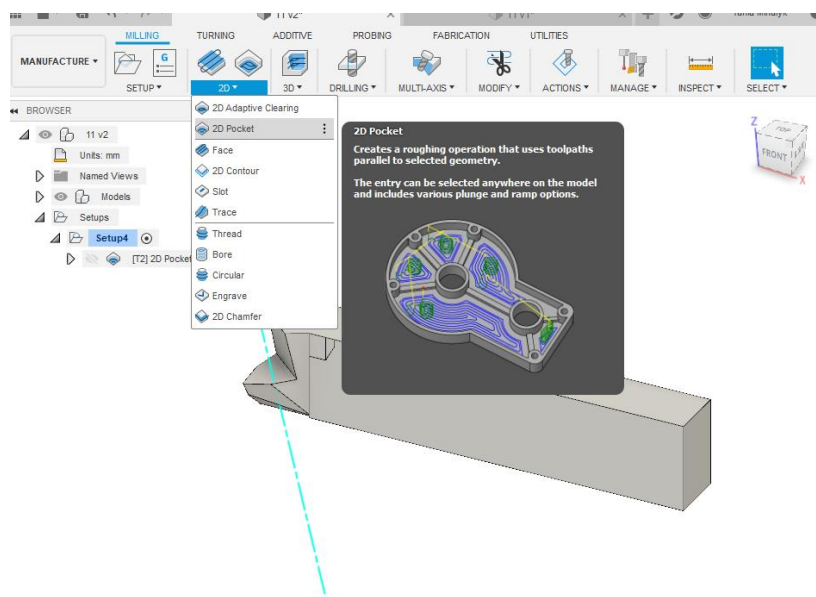 11 v2*
MILLING TURNING ADDITIVE PROBING FABRICATION UTILITIES
MANUFACTURE
G
SETUP 2D 3D DRILLING MULTI-AXIS MODIFY ACTIONS MANAGE INSPECT SELECT
BROWSER
11 v2
Units: mm
Named Views
Models
Setups
Setup4
[T2] 2D Pocket
2D Adaptive Clearing
2D Pocket
Face
2D Contour
Slot
Trace
Thread
Bore
Circular
Engrave
2D Chamfer
2D Pocket
Creates a roughing operation that uses toolpaths
parallel to selected geometry.
The entry can be selected anywhere on the model
and includes various plunge and ramp options.
Z
TOP
FRONT
X